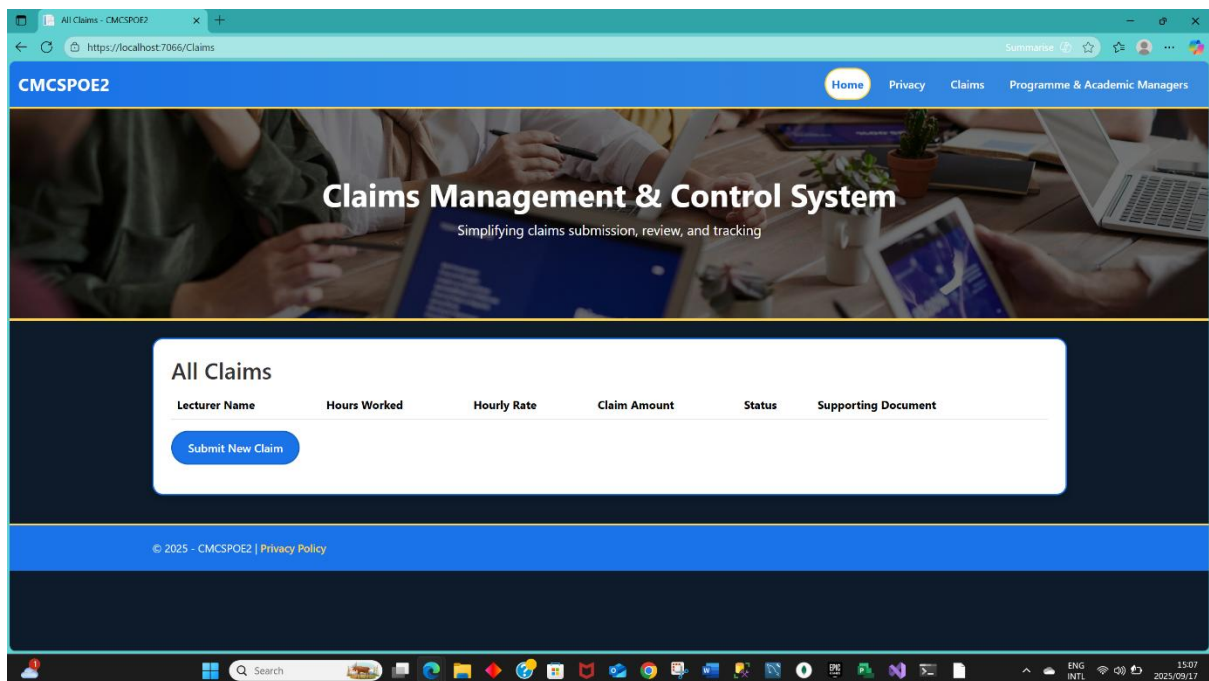 All Claims - CMCSPOE2
https://localhost:7066/Claims
Summarise
CMCSPOE2
Home Privacy Claims Programme & Academic Managers
Claims Management & Control System
Simplifying claims submission, review, and tracking
All Claims
Lecturer Name Hours Worked Hourly Rate Claim Amount Status Supporting Document
Submit New Claim
© 2025 - CMCSPOE2 | Privacy Policy
1
Search
ENG
INTL
15:07
2025/09/17